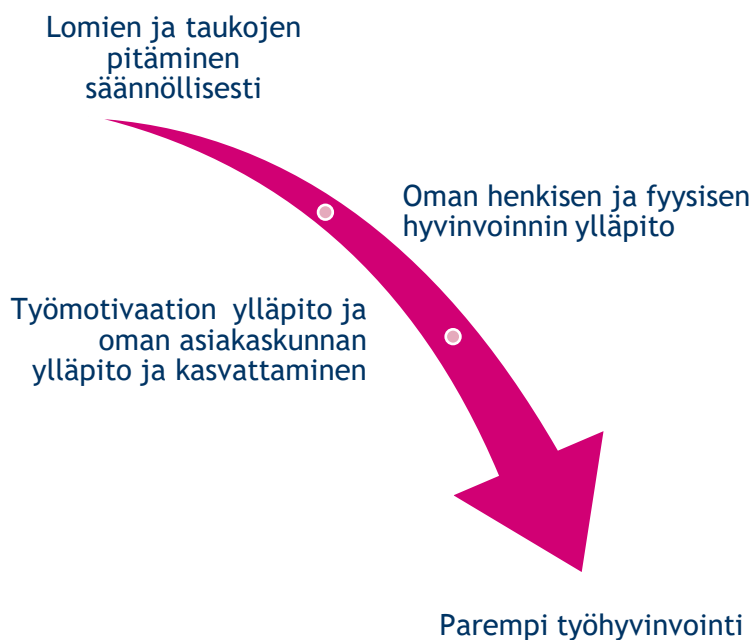 Lomien ja taukojen
pitäminen
säännöllisesti
Oman henkisen ja fyysisen
hyvinvoinnin ylläpito
Työmotivaation ylläpito ja
oman asiakaskunnan
ylläpito ja kasvattaminen
Parempi työhyvinvointi